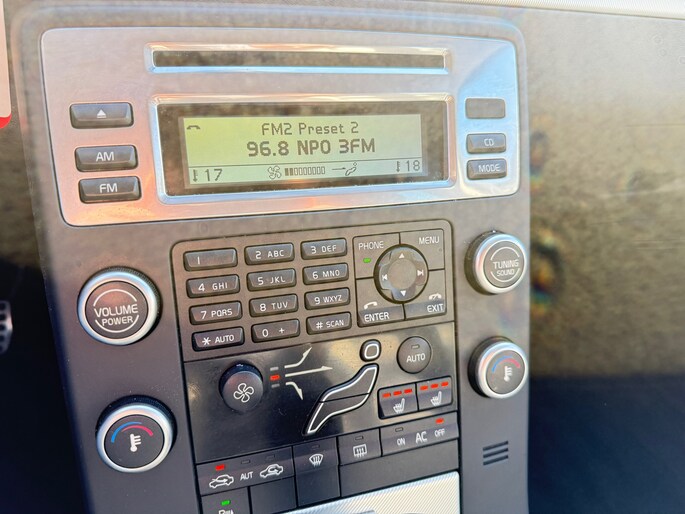 FM2 Preset 2
96.8 NPO 3FM
17
18
AM
FM
CD
MODE
1
2 ABC
3 DEF
4 GHI
5 JKL
6 MNO
7 PQRS
8 TUV
9 WXYZ
* AUTO
0 +
# SCAN
PHONE
MENU
ENTER
EXIT
VOLUME
POWER
TUNING
SOUND
AUTO
AUT
ON AC OFF